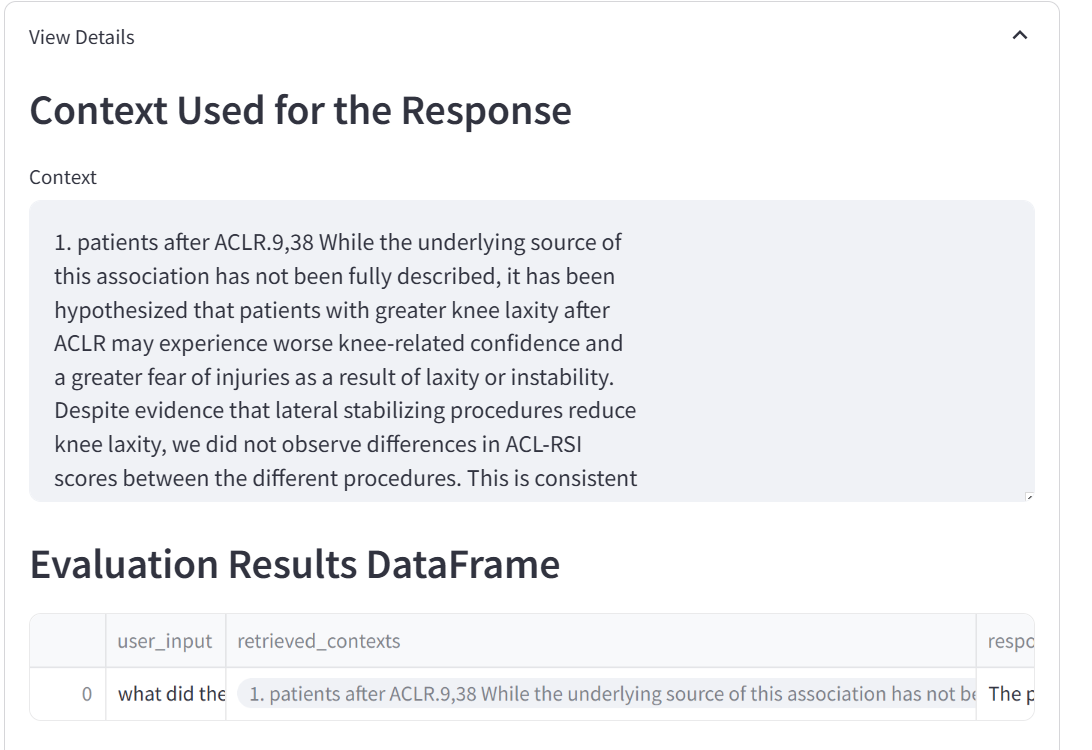 View Details
Context Used for the Response
Context
1. patients after ACLR.9,38 While the underlying source of
this association has not been fully described, it has been
hypothesized that patients with greater knee laxity after
ACLR may experience worse knee-related confidence and
a greater fear of injuries as a result of laxity or instability.
Despite evidence that lateral stabilizing procedures reduce
knee laxity, we did not observe differences in ACL-RSI
scores between the different procedures. This is consistent
Evaluation Results DataFrame
user_input retrieved_contexts respo
0 what did the 1. patients after ACLR.9,38 While the underlying source of this association has not be The p